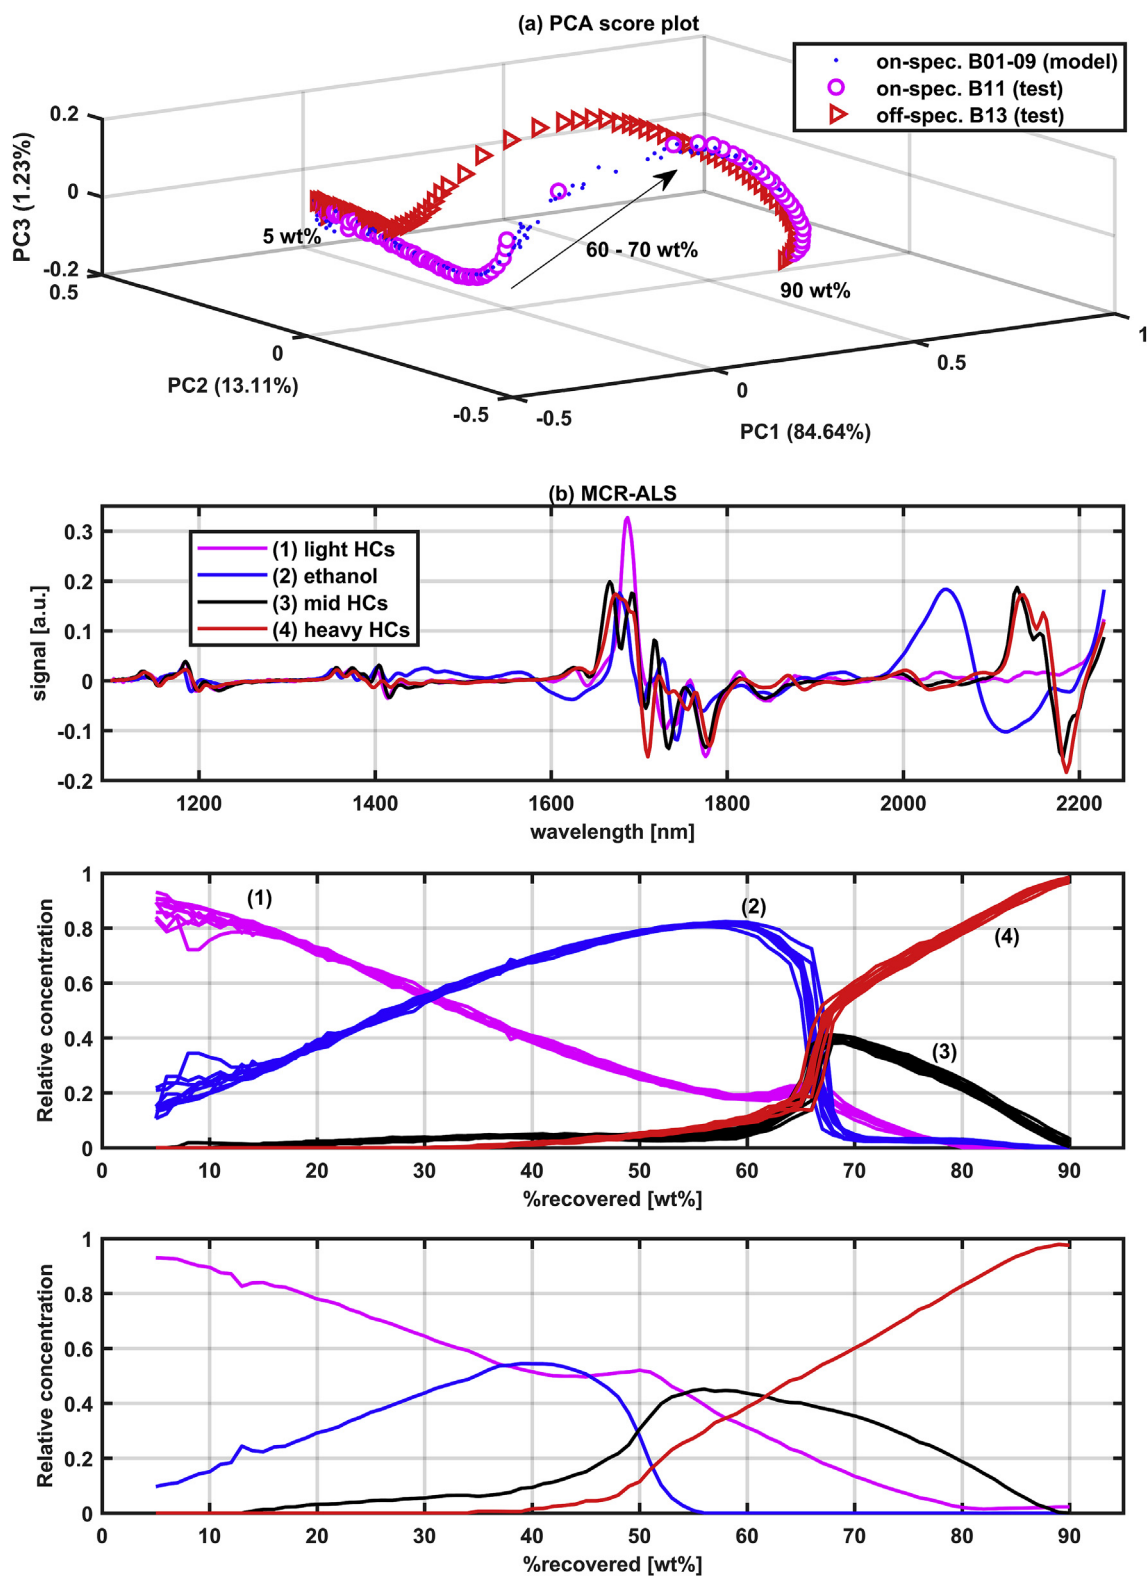 (a) PCA score plot
on-spec. B01-09 (model)
on-spec. B11 (test)
off-spec. B13 (test)
PC3 (1.23%)
0.2
0
-0.2
0.5
0
-0.5
PC2 (13.11%)
-0.5
0
0.5
1
PC1 (84.64%)
5 wt%
60 - 70 wt%
90 wt%
(b) MCR-ALS
signal [a.u.]
0.3
0.2
0.1
0
-0.1
-0.2
(1) light HCs
(2) ethanol
(3) mid HCs
(4) heavy HCs
1200 1400 1600 1800 2000 2200
wavelength [nm]
Relative concentration
1
0.8
0.6
0.4
0.2
0
(1)
(2)
(4)
(3)
0 10 20 30 40 50 60 70 80 90
%recovered [wt%]
Relative concentration
1
0.8
0.6
0.4
0.2
0
0 10 20 30 40 50 60 70 80 90
%recovered [wt%]